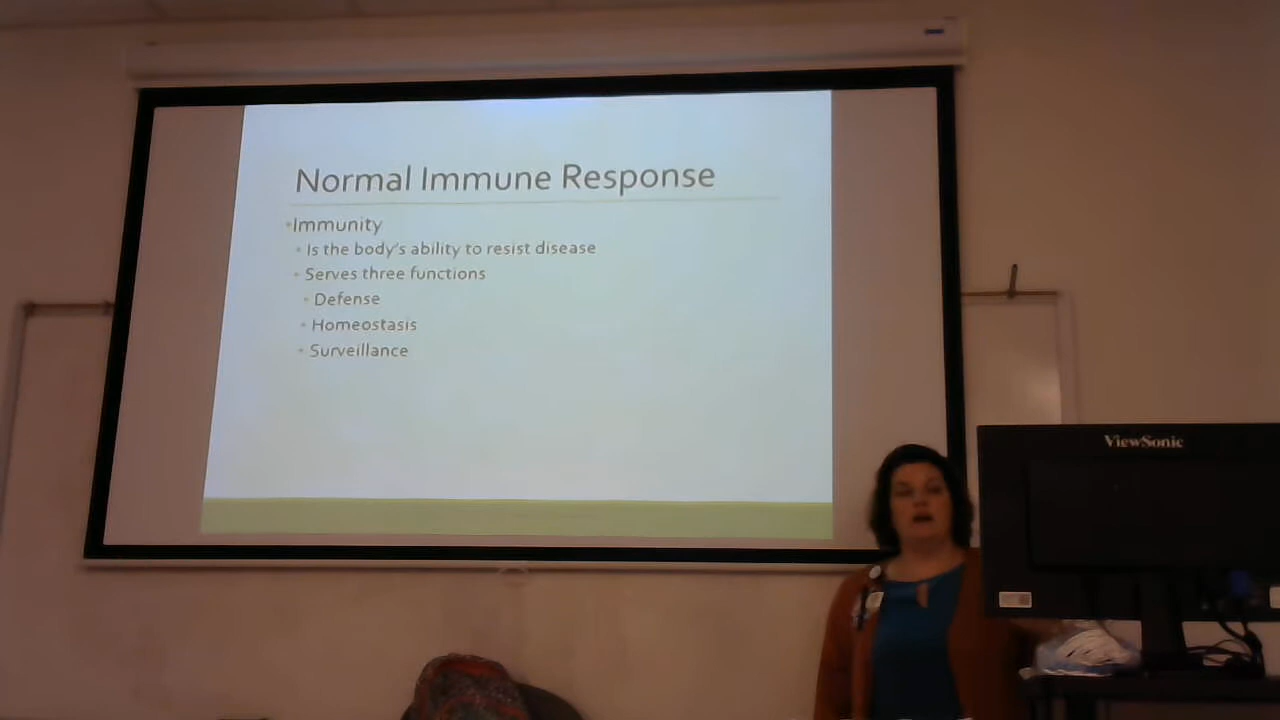 Normal Immune Response
•Immunity
• Is the body's ability to resist disease
• Serves three functions
• Defense
• Homeostasis
• Surveillance
ViewSonic